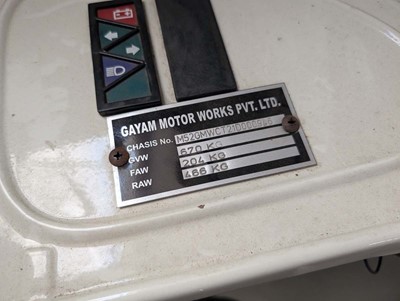 GAYAM MOTOR WORKS PVT. LTD.
CHASIS No.
GVW 670 KG
FAW 204 KG
RAW 466 KG